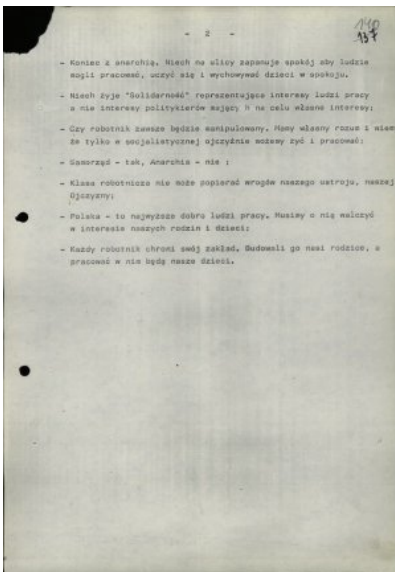 - 2 -
140
137
- Koniec z anarchią. Niech na ulicy zapanuje spokój aby ludzie
mogli pracować, uczyć się i wychowywać dzieci w spokoju.
- Niech żyje "Solidarność" reprezentująca interesy ludzi pracy
a nie interesy politykierów mający h na celu własne interesy;
- Czy robotnik zawsze będzie manipulowany. Mamy własny rozum i wiem
że tylko w socjalistycznej ojczyźnie możemy żyć i pracować;
- Samorząd - tak, Anarchia - nie ;
- Klasa robotnicza nie może popierać wrogów naszego ustroju, naszej
Ojczyzny;
- Polska - to najwyższe dobro ludzi pracy. Musimy o nią walczyć
w interesie naszych rodzin i dzieci;
- Każdy robotnik chroni swój zakład. Budowali go nasi rodzice, a
pracować w nim będą nasze dzieci.